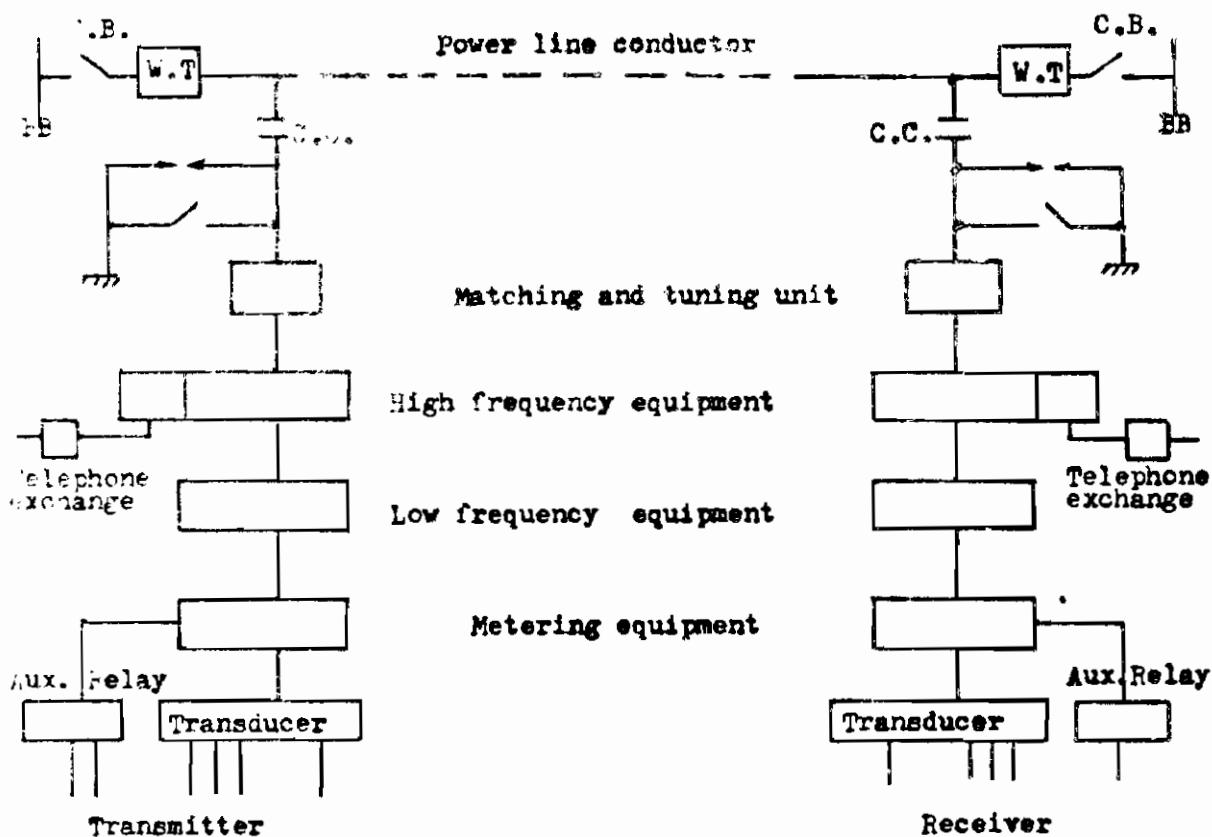 C.B.
Power line conductor
W.T
W.T
BB
C.C.
Matching and tuning unit
High frequency equipment
Telephone
exchange
Telephone
exchange
Low frequency equipment
Metering equipment
Aux. Relay
Aux.Relay
Transducer
Transducer
Transmitter
Receiver